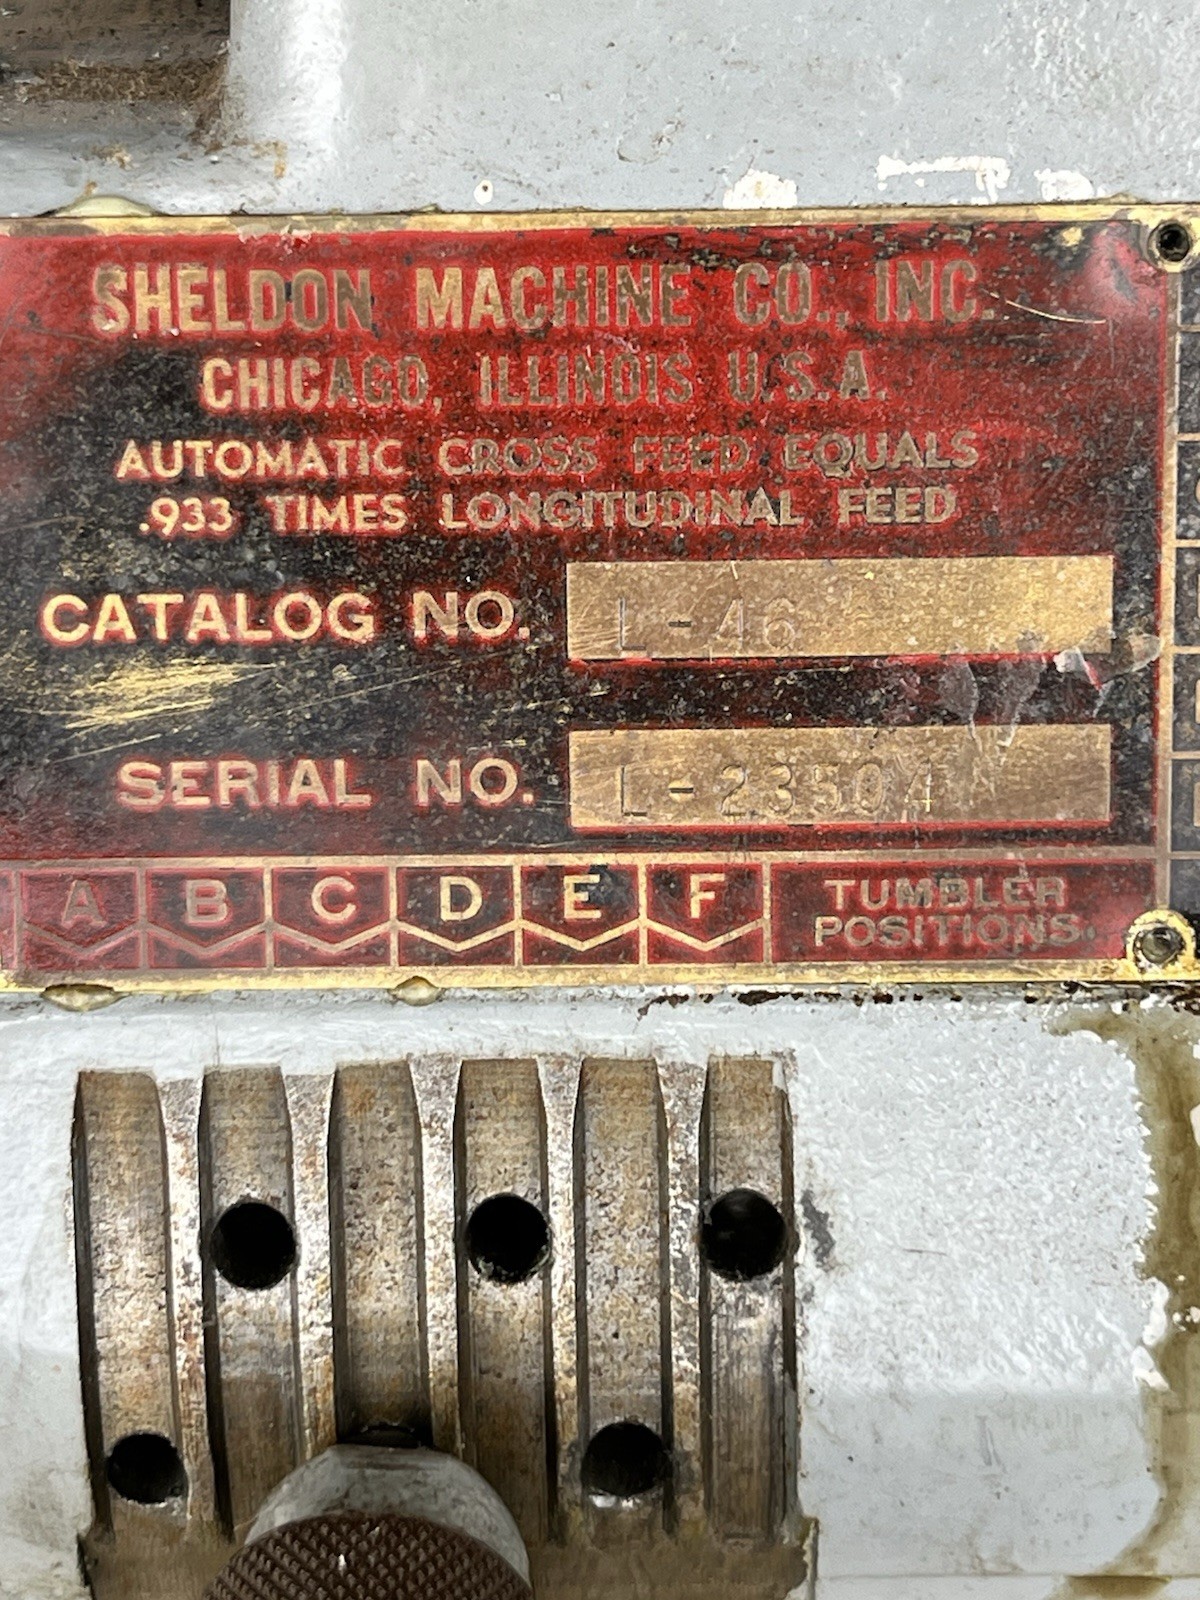 SHELDON MACHINE CO., INC.
CHICAGO, ILLINOIS U.S.A.
AUTOMATIC CROSS FEED EQUALS
.933 TIMES LONGITUDINAL FEED
CATALOG NO. L-46
SERIAL NO. L-23504
A B C D E F TUMBLER
POSITIONS.